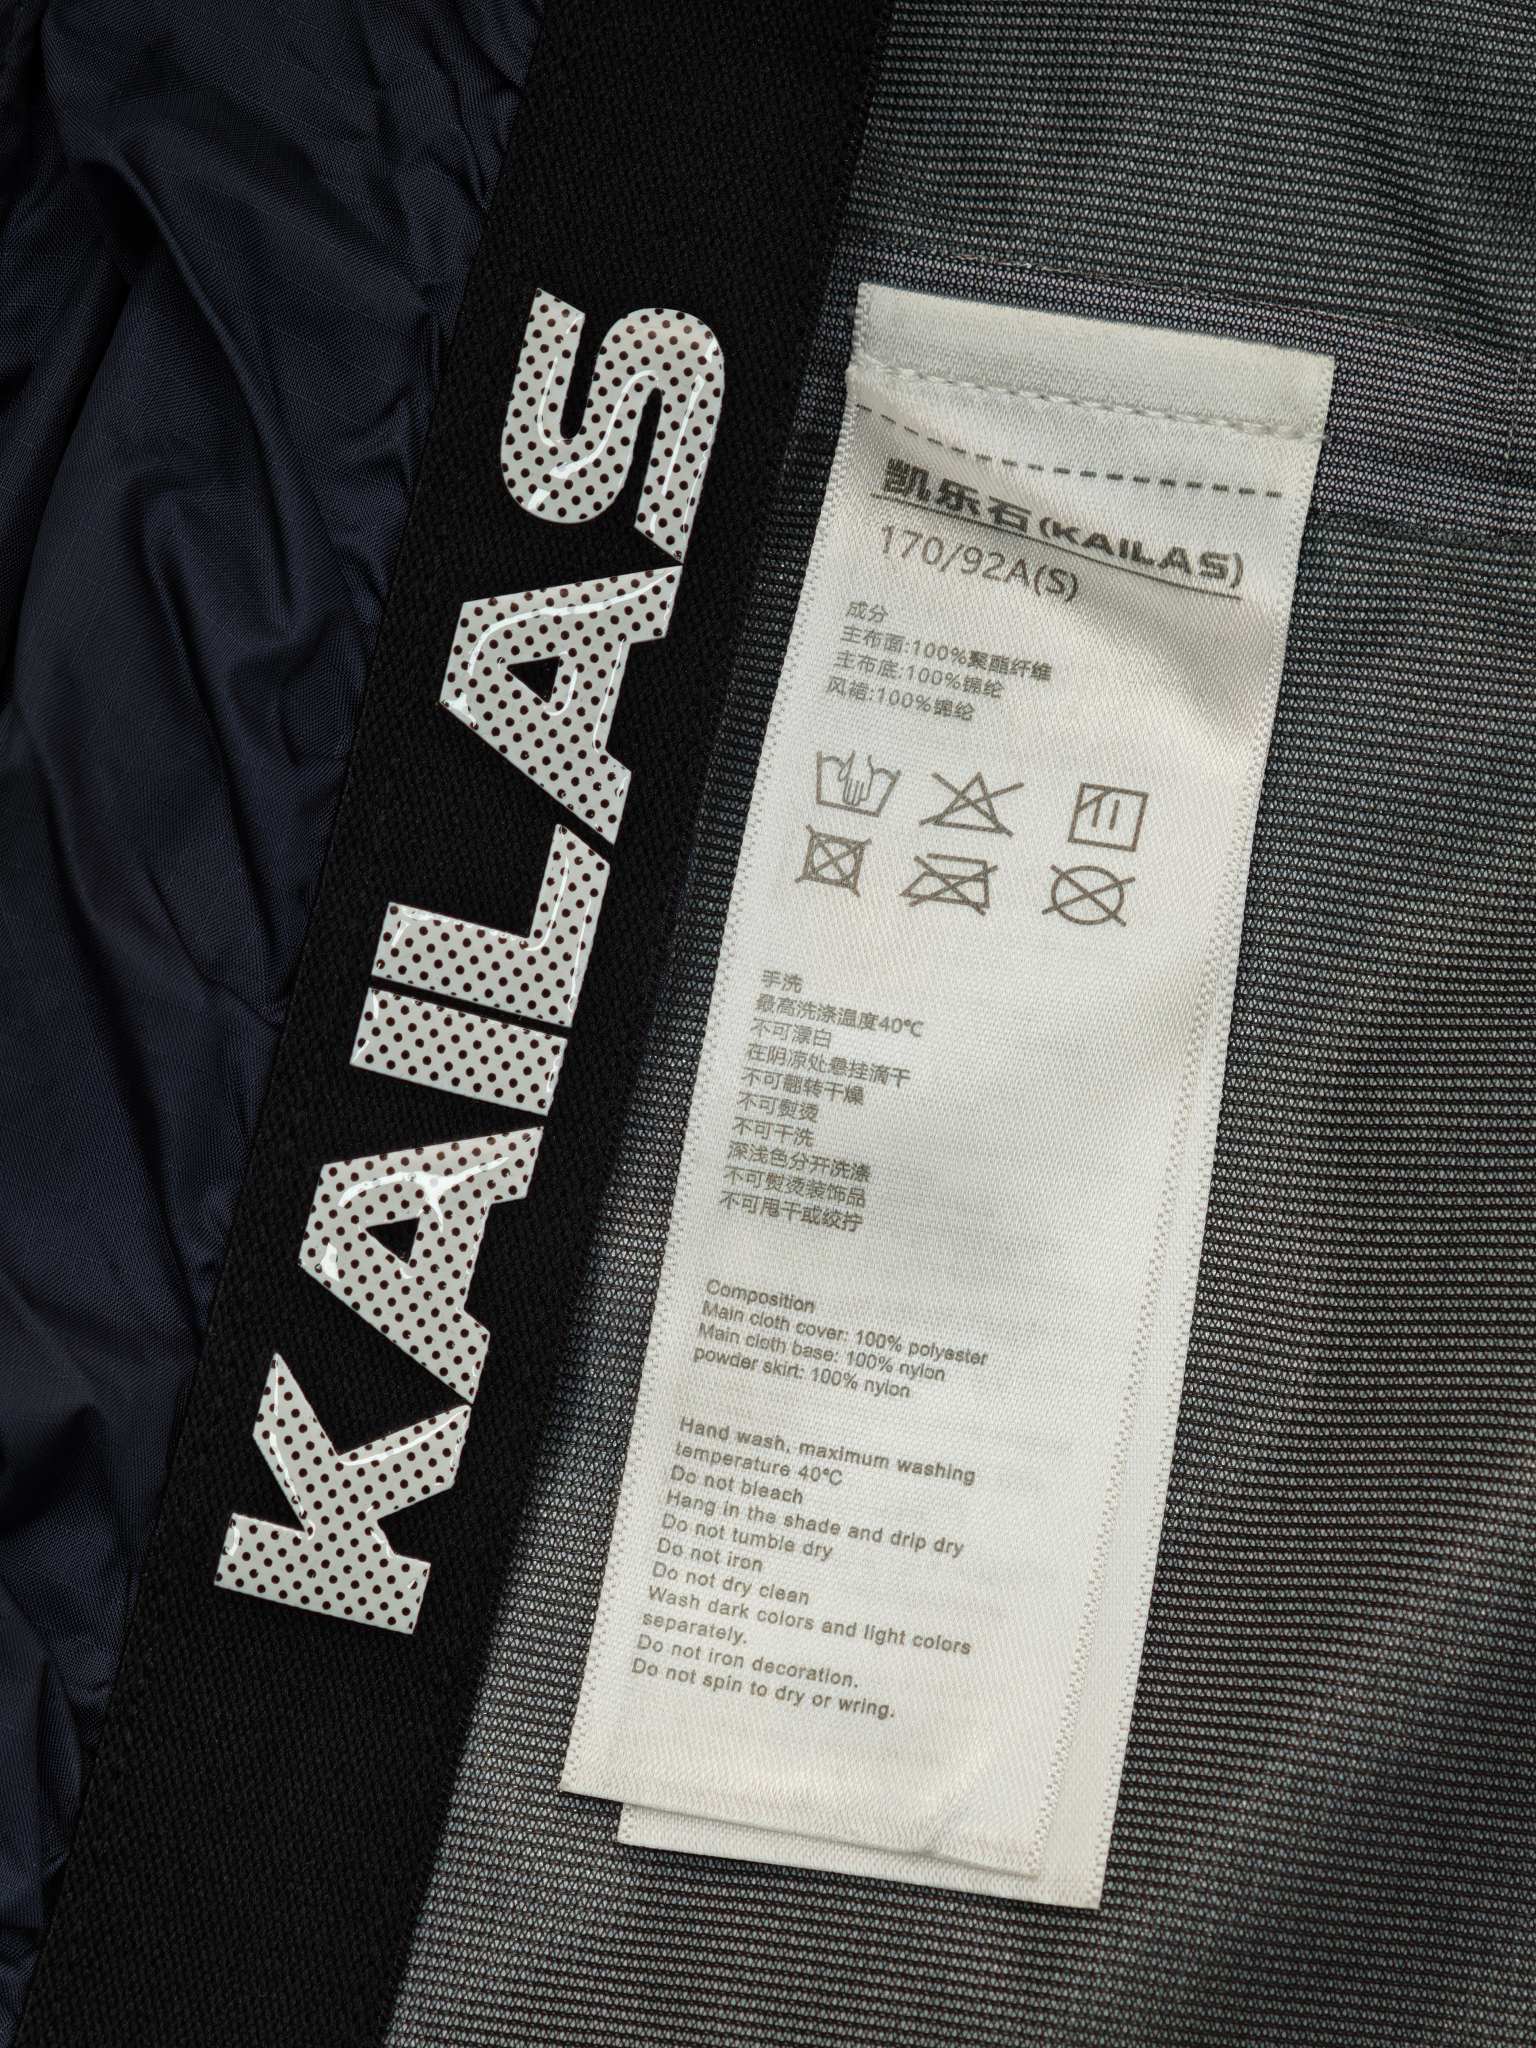 KAILAS
凯乐石(KAILAS)
170/92A(S)
成分
主布面:100%聚酯纤维
主布底:100%锦纶
风裙:100%锦纶
手洗
最高洗涤温度40℃
不可漂白
在阴凉处悬挂滴干
不可翻转干燥
不可熨烫
不可干洗
深浅色分开洗涤
不可熨烫装饰品
不可甩干或绞拧
Composition
Main cloth cover: 100% polyester
Main cloth base: 100% nylon
powder skirt: 100% nylon
Hand wash, maximum washing
temperature 40℃
Do not bleach
Hang in the shade and drip dry
Do not tumble dry
Do not iron
Do not dry clean
Wash dark colors and light colors
separately.
Do not iron decoration.
Do not spin to dry or wring.